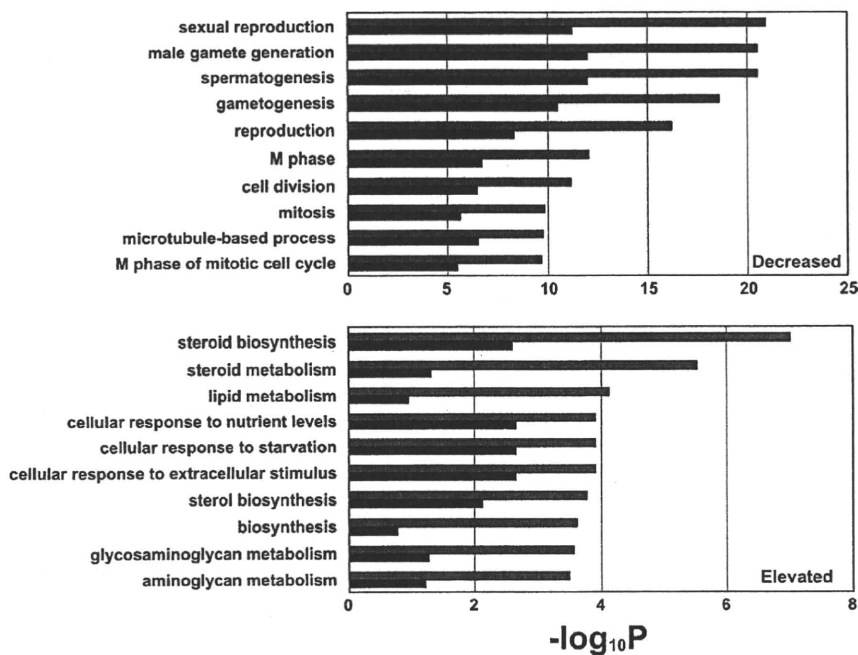 sexual reproduction
male gamete generation
spermatogenesis
gametogenesis
reproduction
M phase
cell division
mitosis
microtubule-based process
M phase of mitotic cell cycle
Decreased
0 5 10 15 20 25
steroid biosynthesis
steroid metabolism
lipid metabolism
cellular response to nutrient levels
cellular response to starvation
cellular response to extracellular stimulus
sterol biosynthesis
biosynthesis
glycosaminoglycan metabolism
aminoglycan metabolism
Elevated
0 2 4 6 8
-log₁₀P